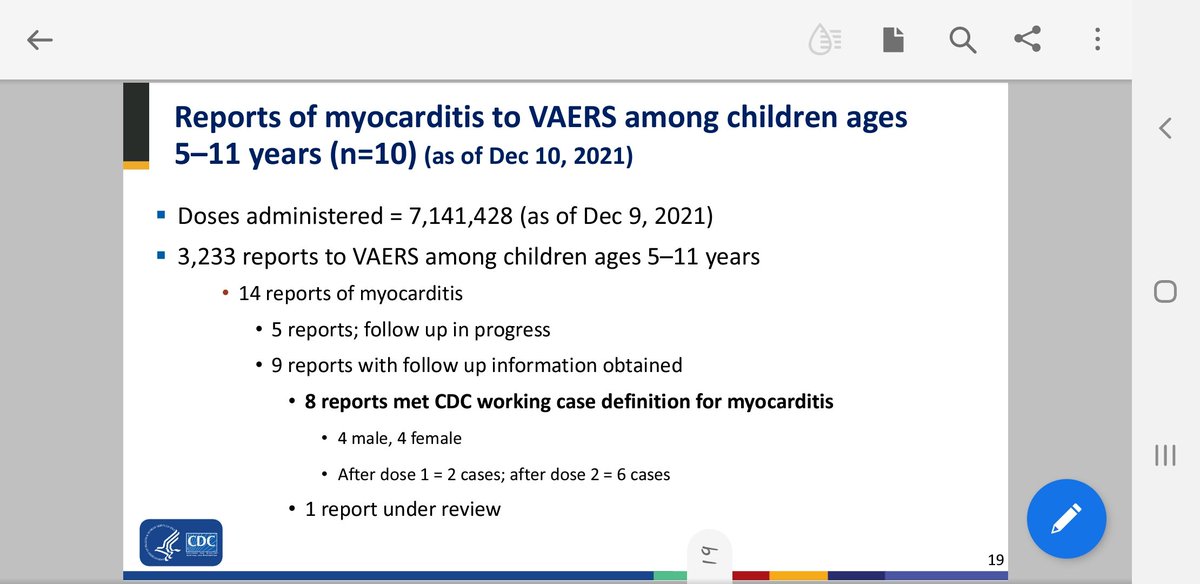 Reports of myocarditis to VAERS among children ages
5–11 years (n=10) (as of Dec 10, 2021)
▪ Doses administered = 7,141,428 (as of Dec 9, 2021)
▪ 3,233 reports to VAERS among children ages 5–11 years
• 14 reports of myocarditis
• 5 reports; follow up in progress
• 9 reports with follow up information obtained
• 8 reports met CDC working case definition for myocarditis
• 4 male, 4 female
• After dose 1 = 2 cases; after dose 2 = 6 cases
• 1 report under review
CDC
19
19